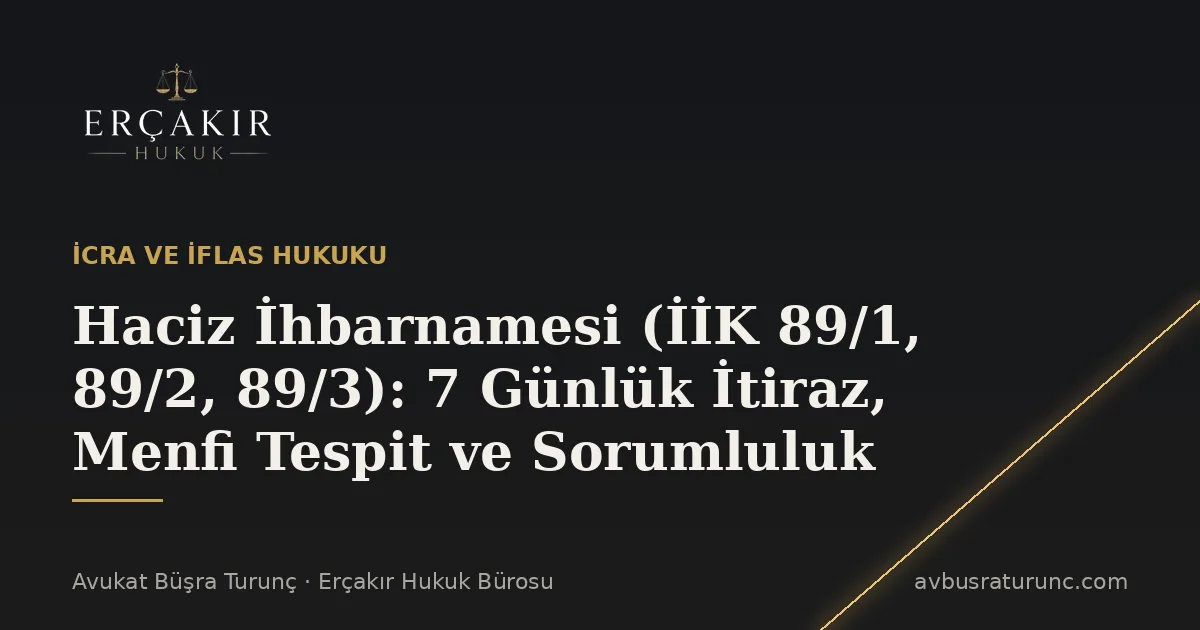 ERÇAKIR
HUKUK
İCRA VE İFLAS HUKUKU
Haciz İhbarnamesi (İİK 89/1,
89/2, 89/3): 7 Günlük İtiraz,
Menfi Tespit ve Sorumluluk
Avukat Büşra Turunç · Erçakır Hukuk Bürosu
avbusraturunc.com